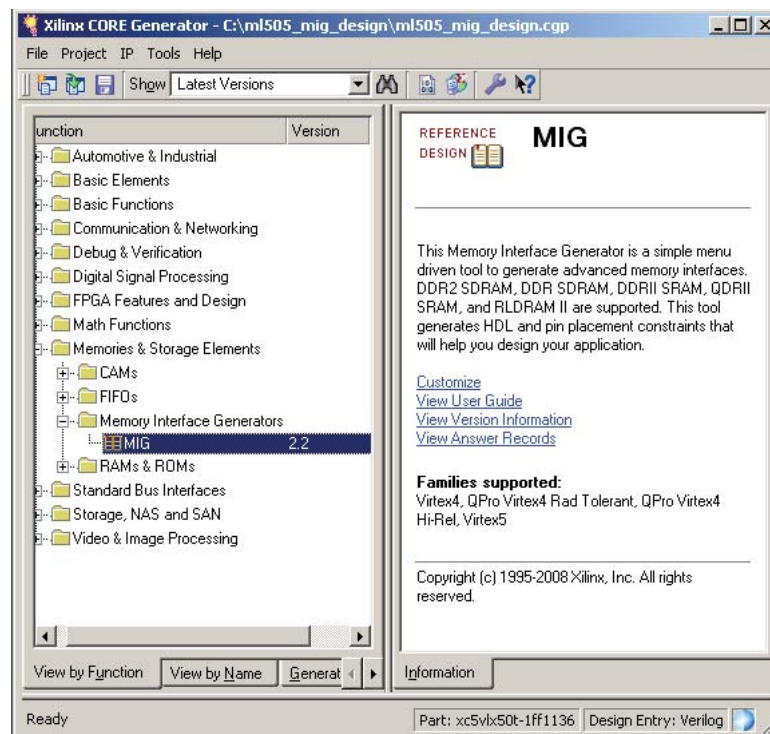 Xilinx CORE Generator - C:\ml505_mig_design\ml505_mig_design.cgp
File Project IP Tools Help
Show Latest Versions
unction Version
Automotive & Industrial
Basic Elements
Basic Functions
Communication & Networking
Debug & Verification
Digital Signal Processing
FPGA Features and Design
Math Functions
Memories & Storage Elements
CAMs
FIFOs
Memory Interface Generators
MIG 2.2
RAMs & ROMs
Standard Bus Interfaces
Storage, NAS and SAN
Video & Image Processing
View by Function View by Name Generat
REFERENCE
DESIGN
MIG
This Memory Interface Generator is a simple menu
driven tool to generate advanced memory interfaces.
DDR2 SDRAM, DDR SDRAM, DDRII SRAM, QDRII
SRAM, and RLDRAM II are supported. This tool
generates HDL and pin placement constraints that
will help you design your application.
Customize
View User Guide
View Version Information
View Answer Records
Families supported:
Virtex4, QPro Virtex4 Rad Tolerant, QPro Virtex4
Hi-Rel, Virtex5
Copyright (c) 1995-2008 Xilinx, Inc. All rights
reserved.
Information
Ready Part: xc5vlx50t-1ff1136 Design Entry: Verilog